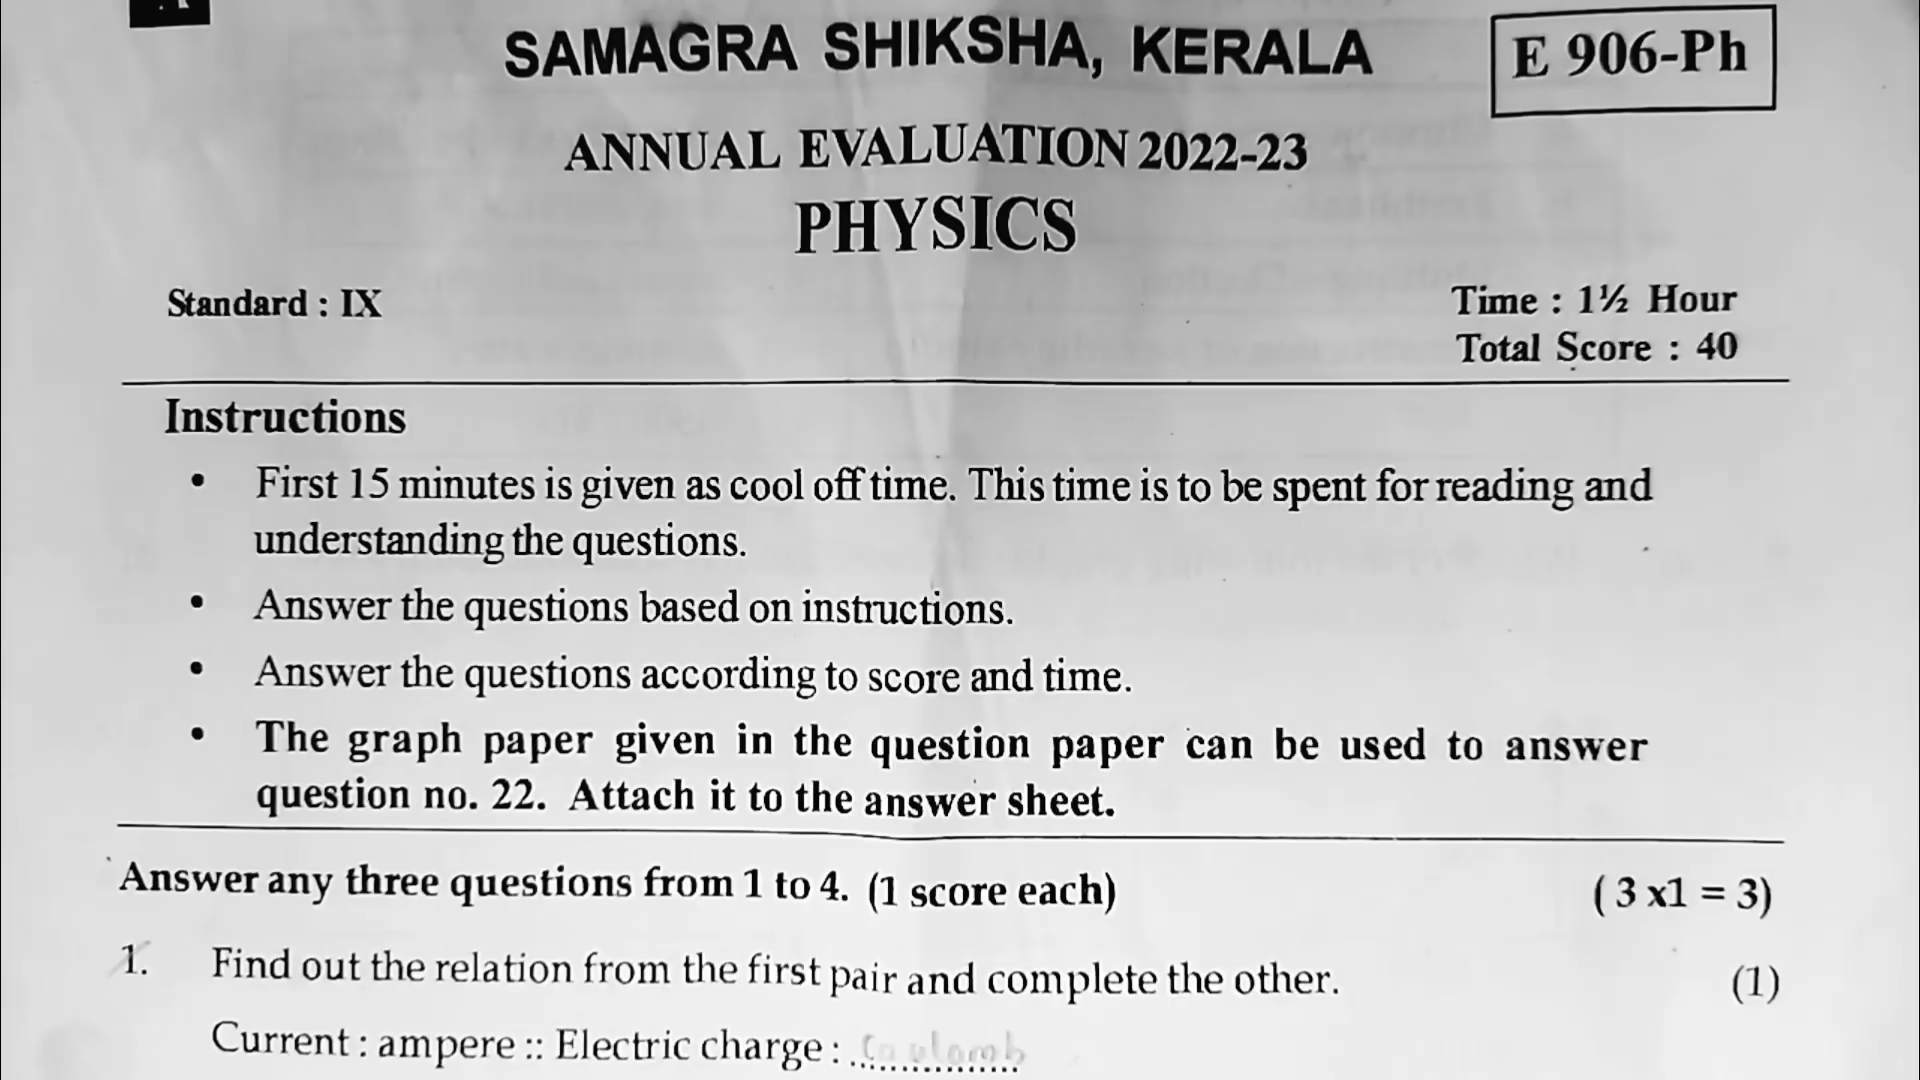 SAMAGRA SHIKSHA, KERALA
E 906-Ph
ANNUAL EVALUATION 2022-23
PHYSICS
Standard : IX
Time : 1½ Hour
Total Score : 40
Instructions
• First 15 minutes is given as cool off time. This time is to be spent for reading and
understanding the questions.
• Answer the questions based on instructions.
• Answer the questions according to score and time.
• The graph paper given in the question paper can be used to answer
question no. 22. Attach it to the answer sheet.
Answer any three questions from 1 to 4. (1 score each) ( 3 x1 = 3)
1. Find out the relation from the first pair and complete the other. (1)
Current : ampere :: Electric charge : Coulomb